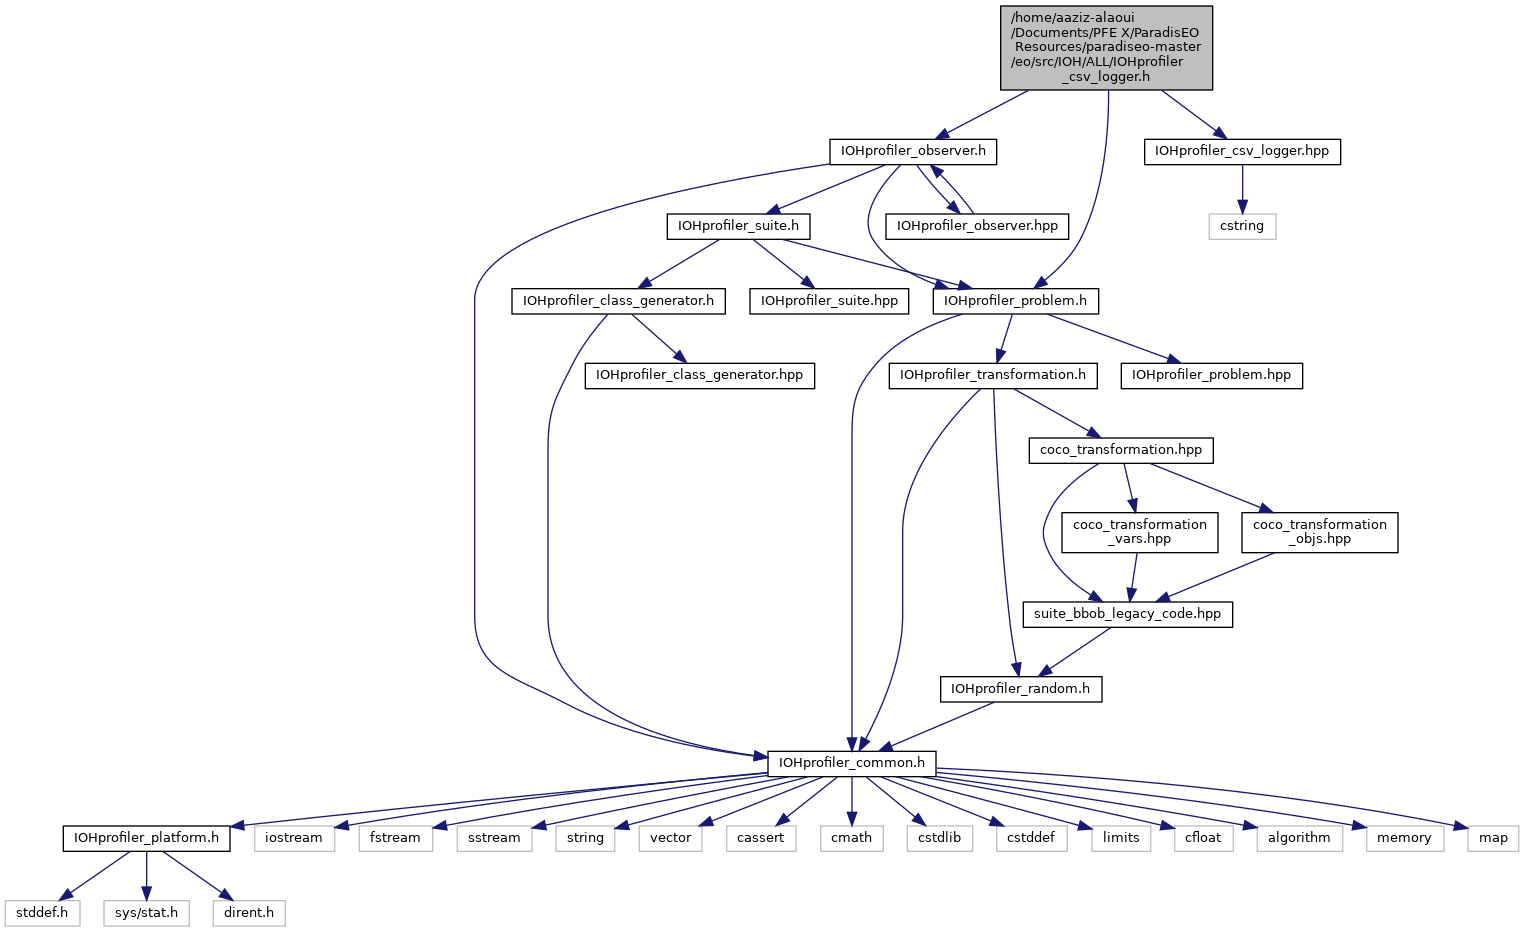 /home/aaziz-alaoui
/Documents/PFE X/ParadisEO
Resources/paradiseo-master
/eo/src/IOH/ALL/IOHprofiler
_csv_logger.h
IOHprofiler_observer.h
IOHprofiler_csv_logger.hpp
IOHprofiler_suite.h
IOHprofiler_observer.hpp
cstring
IOHprofiler_class_generator.h
IOHprofiler_suite.hpp
IOHprofiler_problem.h
IOHprofiler_class_generator.hpp
IOHprofiler_transformation.h
IOHprofiler_problem.hpp
coco_transformation.hpp
coco_transformation
_vars.hpp
coco_transformation
_objs.hpp
suite_bbob_legacy_code.hpp
IOHprofiler_random.h
IOHprofiler_common.h
IOHprofiler_platform.h
iostream
fstream
sstream
string
vector
cassert
cmath
cstdlib
cstddef
limits
cfloat
algorithm
memory
map
stddef.h
sys/stat.h
dirent.h